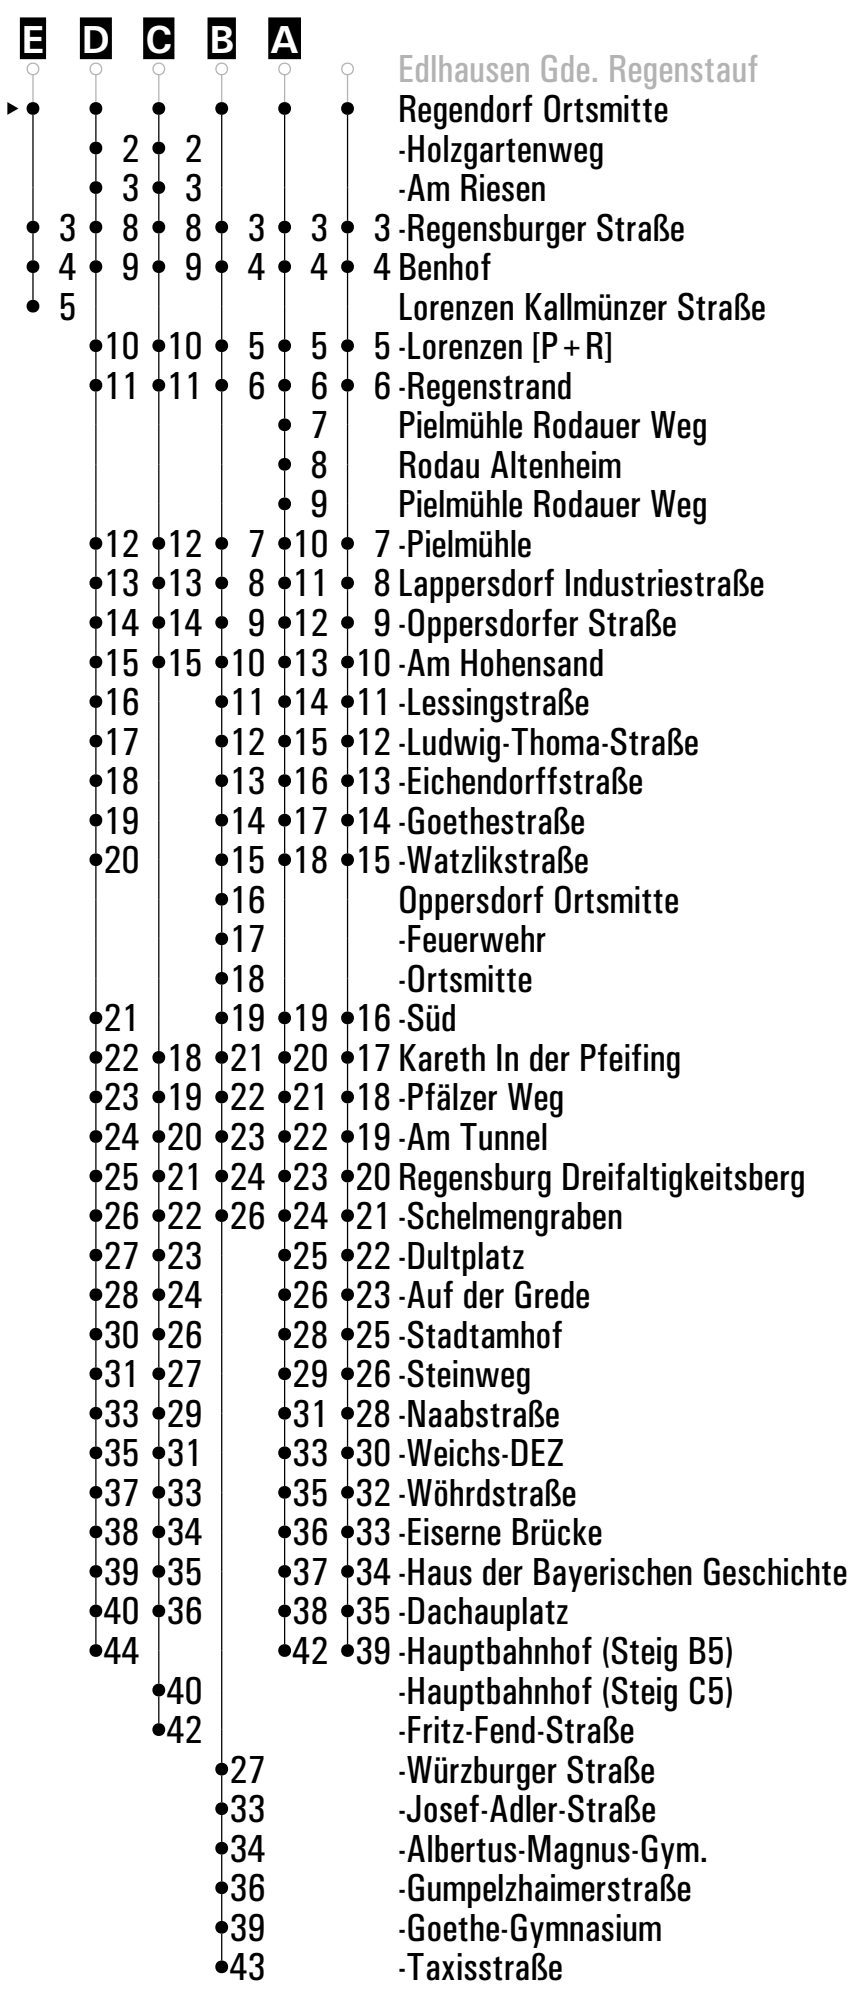 E D C B A
Edlhausen Gde. Regenstauf
Regendorf Ortsmitte
2 2 -Holzgartenweg
3 3 -Am Riesen
3 8 8 3 3 3 -Regensburger Straße
4 9 9 4 4 4 Benhof
5 Lorenzen Kallmünzer Straße
10 10 5 5 5 -Lorenzen [P+R]
11 11 6 6 6 -Regenstrand
7 Pielmühle Rodauer Weg
8 Rodau Altenheim
9 Pielmühle Rodauer Weg
12 12 7 10 7 -Pielmühle
13 13 8 11 8 Lappersdorf Industriestraße
14 14 9 12 9 -Oppersdorfer Straße
15 15 10 13 10 -Am Hohensand
16 11 14 11 -Lessingstraße
17 12 15 12 -Ludwig-Thoma-Straße
18 13 16 13 -Eichendorffstraße
19 14 17 14 -Goethestraße
20 15 18 15 -Watzlikstraße
16 Oppersdorf Ortsmitte
17 -Feuerwehr
18 -Ortsmitte
21 19 19 16 -Süd
22 18 21 20 17 Kareth In der Pfeifing
23 19 22 21 18 -Pfälzer Weg
24 20 23 22 19 -Am Tunnel
25 21 24 23 20 Regensburg Dreifaltigkeitsberg
26 22 26 24 21 -Schelmengraben
27 23 25 22 -Dultplatz
28 24 26 23 -Auf der Grede
30 26 28 25 -Stadtamhof
31 27 29 26 -Steinweg
33 29 31 28 -Naabstraße
35 31 33 30 -Weichs-DEZ
37 33 35 32 -Wöhrdstraße
38 34 36 33 -Eiserne Brücke
39 35 37 34 -Haus der Bayerischen Geschichte
40 36 38 35 -Dachauplatz
44 42 39 -Hauptbahnhof (Steig B5)
40 -Hauptbahnhof (Steig C5)
42 -Fritz-Fend-Straße
27 -Würzburger Straße
33 -Josef-Adler-Straße
34 -Albertus-Magnus-Gym.
36 -Gumpelzhaimerstraße
39 -Goethe-Gymnasium
43 -Taxisstraße